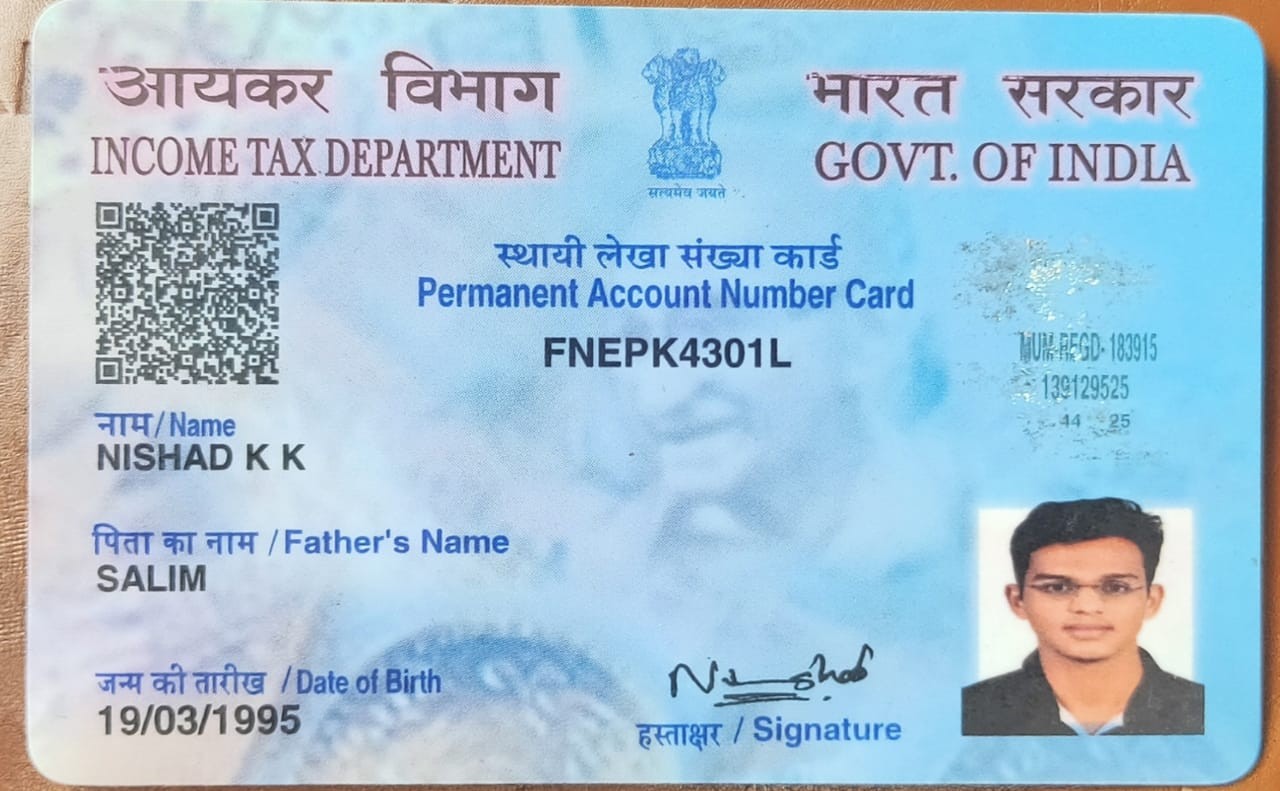 आयकर विभाग
INCOME TAX DEPARTMENT
भारत सरकार
GOVT. OF INDIA
सत्यमेव जयते
स्थायी लेखा संख्या कार्ड
Permanent Account Number Card
FNEPK4301L
MUM REGD- 183915
139129525
44 25
नाम / Name
NISHAD K K
पिता का नाम / Father's Name
SALIM
जन्म की तारीख / Date of Birth
19/03/1995
Nishad
हस्ताक्षर / Signature